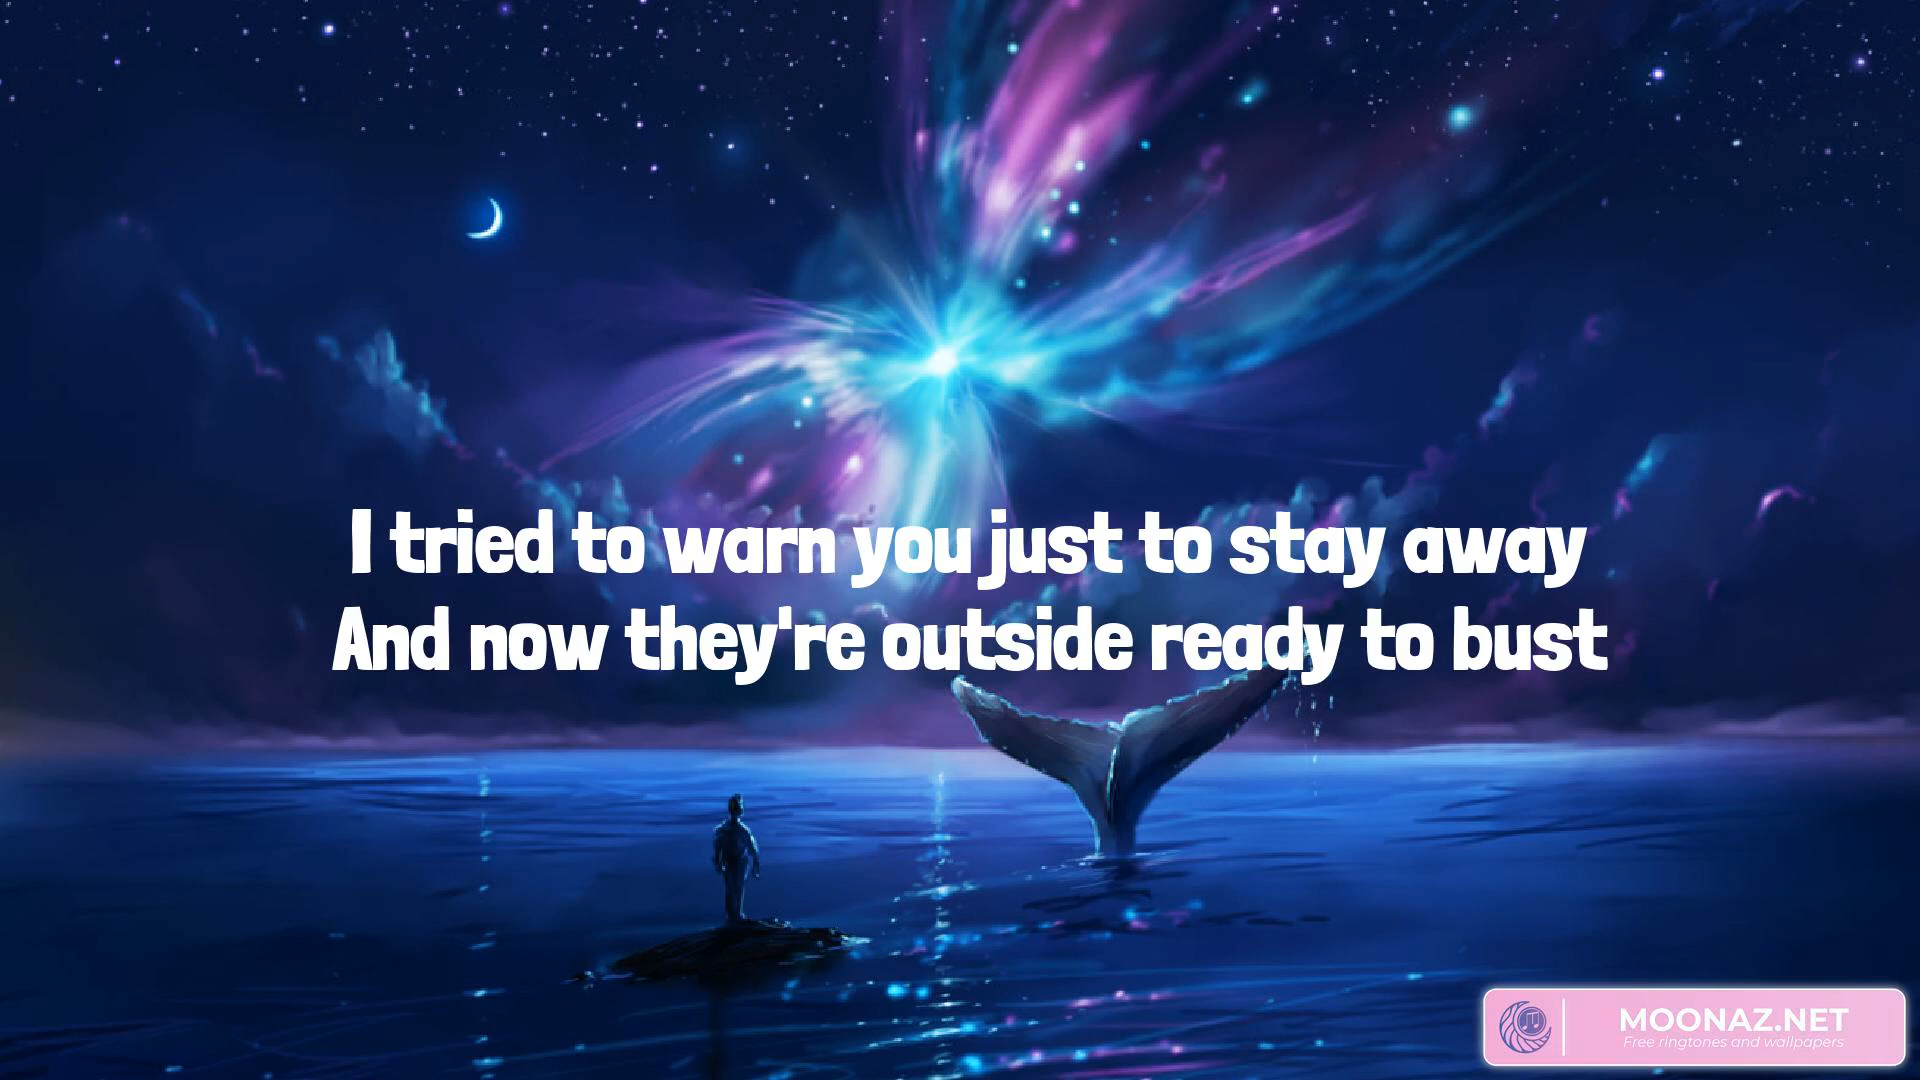 I tried to warn you just to stay away
And now they're outside ready to bust
MOONAZ.NET
Free ringtones and wallpapers